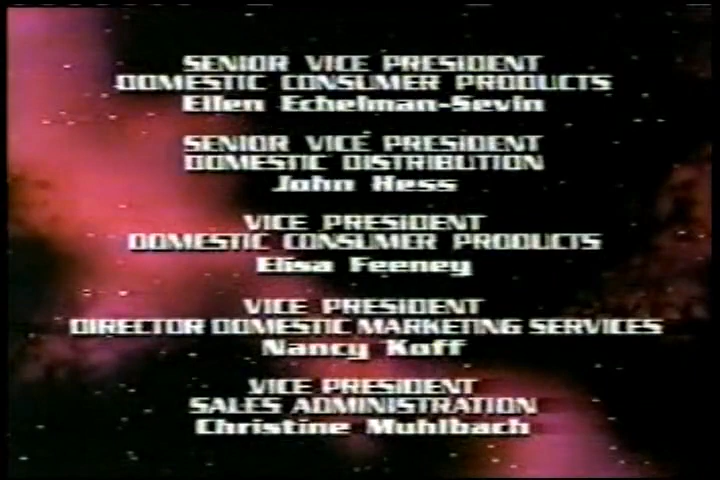 SENIOR VICE PRESIDENT
DOMESTIC CONSUMER PRODUCTS
Ellen Echelman-Sevin
SENIOR VICE PRESIDENT
DOMESTIC DISTRIBUTION
John Hess
VICE PRESIDENT
DOMESTIC CONSUMER PRODUCTS
Elisa Feeney
VICE PRESIDENT
DIRECTOR DOMESTIC MARKETING SERVICES
Nancy Koff
VICE PRESIDENT
SALES ADMINISTRATION
Christine Muhlbach